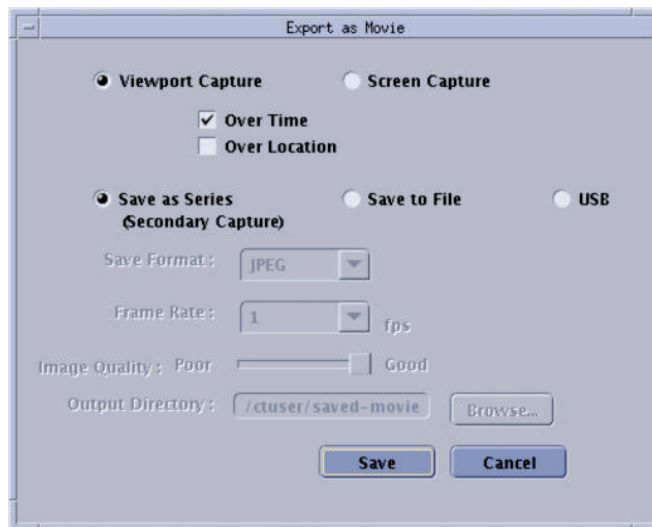 Export as Movie
Viewport Capture Screen Capture
Over Time
Over Location
Save as Series Save to File USB
(Secondary Capture)
Save Format : JPEG
Frame Rate : 1 fps
Image Quality : Poor Good
Output Directory : /ctuser/saved-movie Browse...
Save Cancel